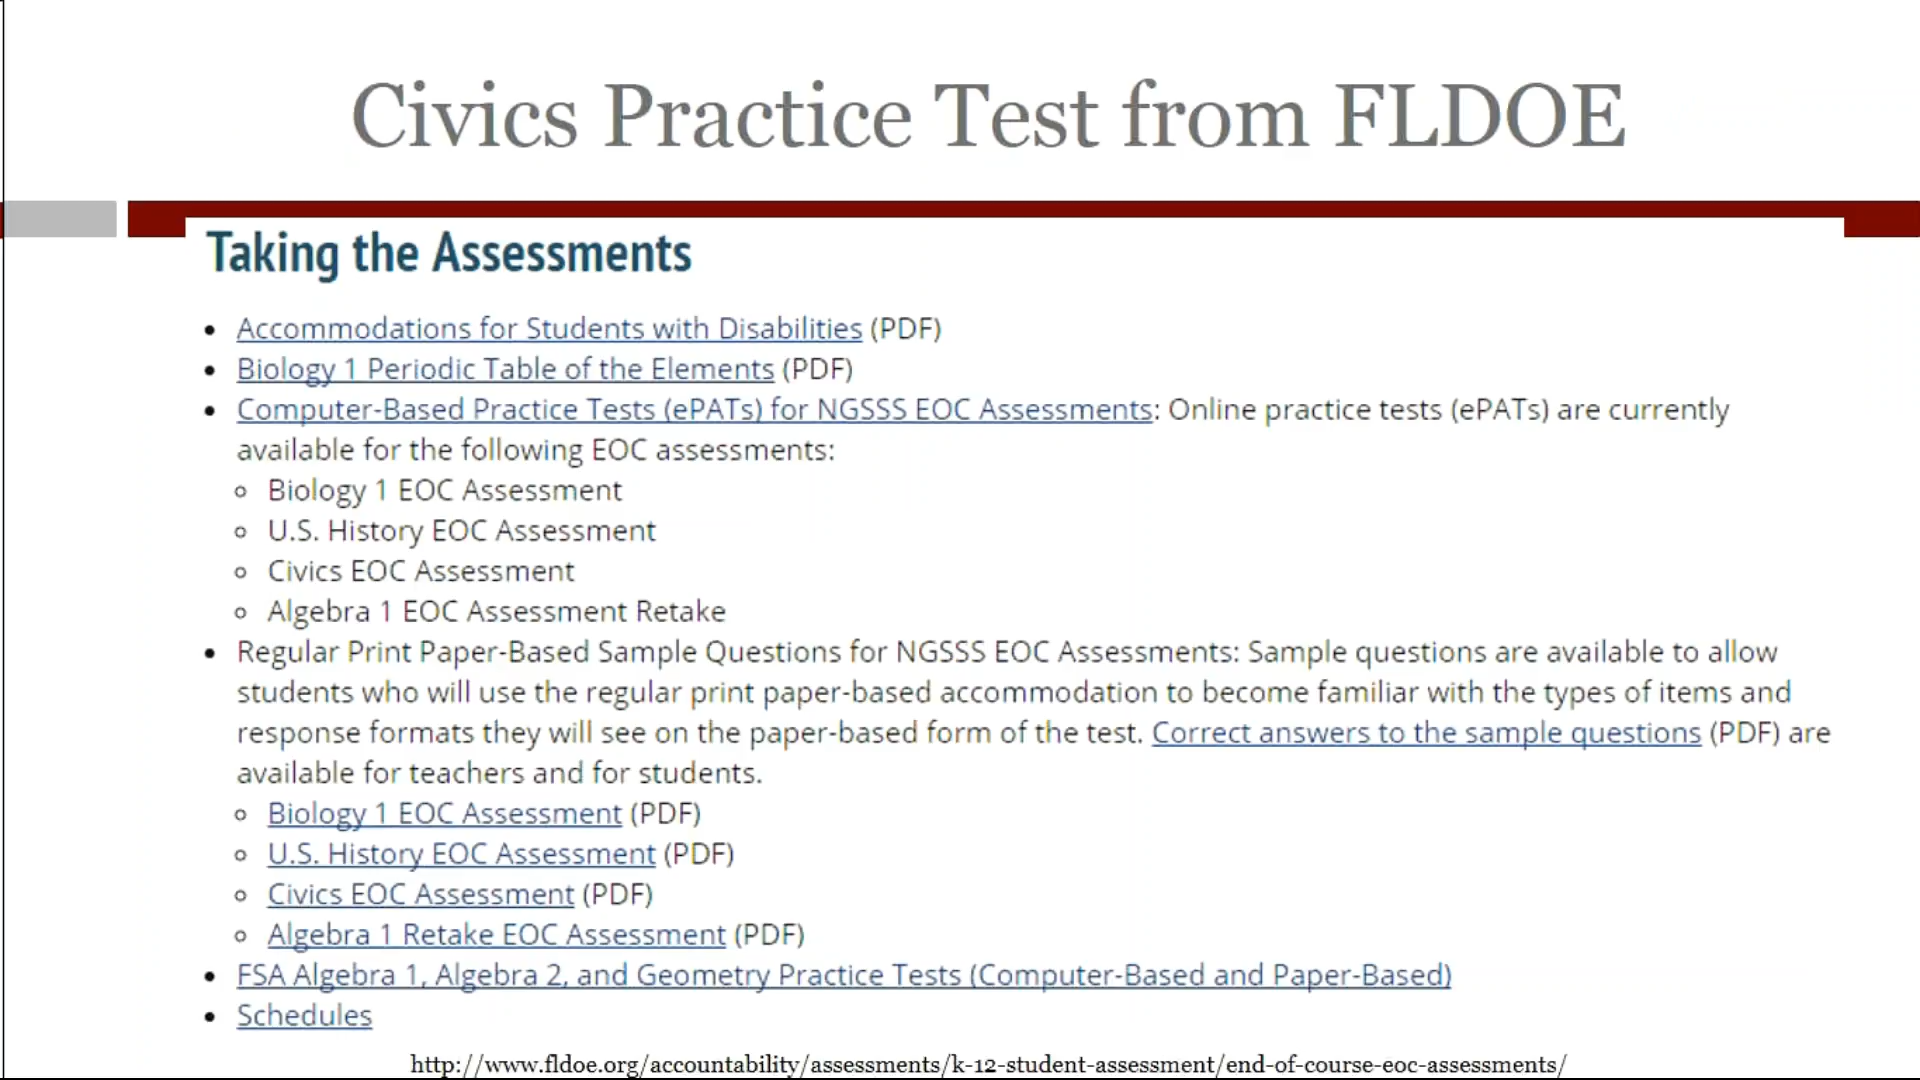 Civics Practice Test from FLDOE
Taking the Assessments
• Accommodations for Students with Disabilities (PDF)
• Biology 1 Periodic Table of the Elements (PDF)
• Computer-Based Practice Tests (ePATs) for NGSSS EOC Assessments: Online practice tests (ePATs) are currently
available for the following EOC assessments:
◦ Biology 1 EOC Assessment
◦ U.S. History EOC Assessment
◦ Civics EOC Assessment
◦ Algebra 1 EOC Assessment Retake
• Regular Print Paper-Based Sample Questions for NGSSS EOC Assessments: Sample questions are available to allow
students who will use the regular print paper-based accommodation to become familiar with the types of items and
response formats they will see on the paper-based form of the test. Correct answers to the sample questions (PDF) are
available for teachers and for students.
◦ Biology 1 EOC Assessment (PDF)
◦ U.S. History EOC Assessment (PDF)
◦ Civics EOC Assessment (PDF)
◦ Algebra 1 Retake EOC Assessment (PDF)
• FSA Algebra 1, Algebra 2, and Geometry Practice Tests (Computer-Based and Paper-Based)
• Schedules
http://www.fldoe.org/accountability/assessments/k-12-student-assessment/end-of-course-eoc-assessments/